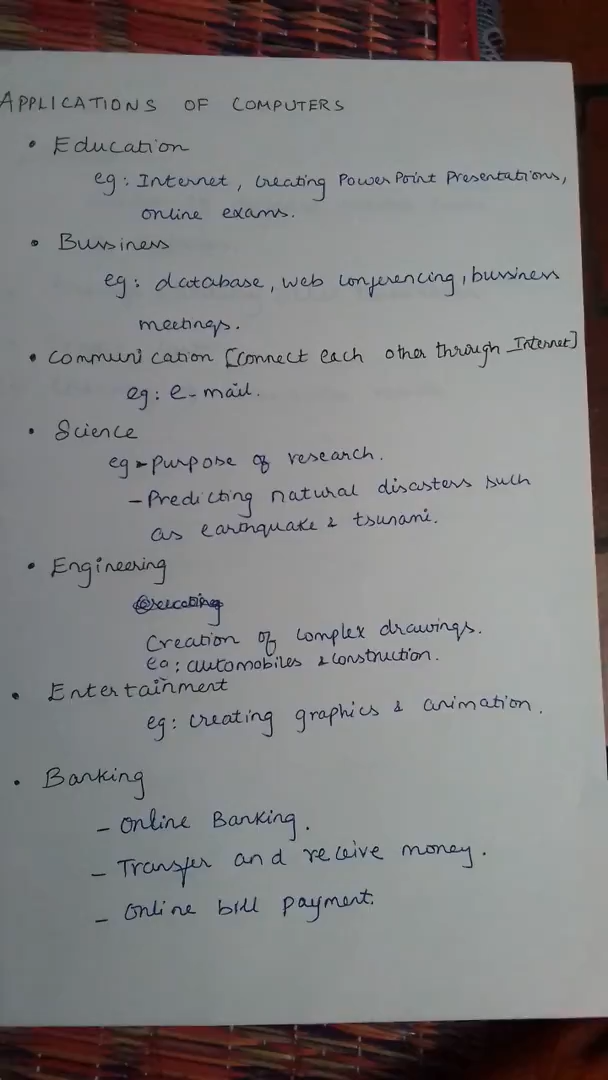 APPLICATIONS OF COMPUTERS
• Education
eg: Internet, Creating PowerPoint Presentations,
online exams.
• Bussiness
eg: database, web conferencing, bussiness
meetings.
• Communication [Connect each other through Internet]
eg: e-mail.
• Science
eg - Purpose of research.
- Predicting natural disasters such
as earthquake & tsunami.
• Engineering
Creation of complex drawings.
eg: automobiles & construction.
• Entertainment
eg: creating graphics & animation.
• Banking
- Online Banking.
- Transfer and receive money.
- Online bill payment.